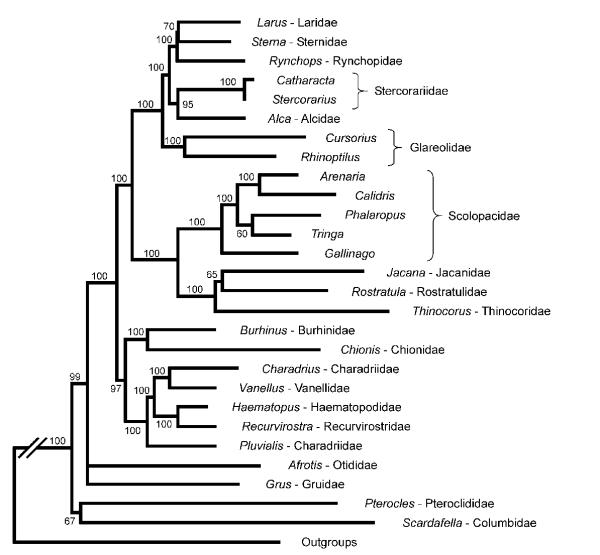 70
Larus - Laridae
Sterna - Sternidae
100
Rynchops - Rynchopidae
100
Catharacta
Stercorariidae
100
95
Stercorarius
Alca - Alcidae
100
Cursorius
Glareolidae
Rhinoptilus
100
Arenaria
100
100
Calidris
Scolopacidae
100
Phalaropus
60
Tringa
100
Gallinago
100
65
Jacana - Jacanidae
100
Rostratula - Rostratulidae
Thinocorus - Thinocoridae
100
100
Burhinus - Burhinidae
Chionis - Chionidae
97
100
100
Charadrius - Charadriidae
Vanellus - Vanellidae
100
Haematopus - Haematopodidae
100
Recurvirostra - Recurvirostridae
Pluvialis - Charadriidae
99
Afrotis - Otididae
Grus - Gruidae
100
67
Pterocles - Pteroclididae
Scardafella - Columbidae
Outgroups